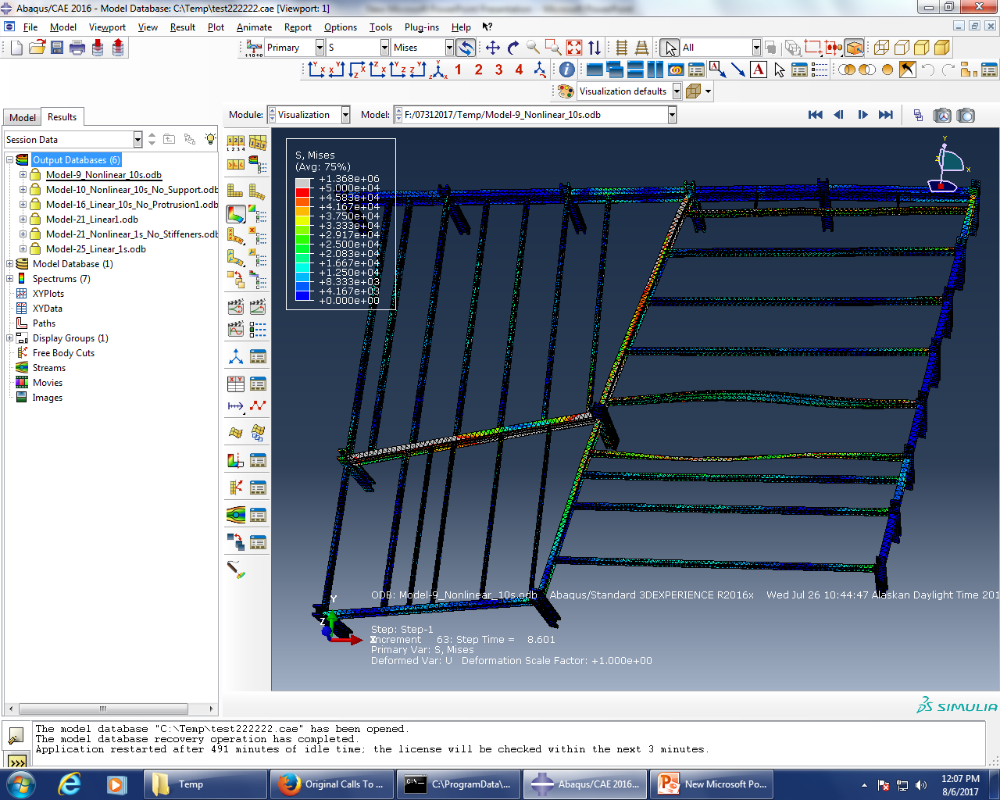 Abaqus/CAE 2016 - Model Database: C:\Temp\test222222.cae [Viewport: 1]
File Model Viewport View Result Plot Animate Report Options Tools Plug-ins Help
Primary S Mises All
1 2 3 4
Visualization defaults
Model Results
Module: Visualization Model: F:/07312017/Temp/Model-9_Nonlinear_10s.odb
Session Data
Output Databases (6)
Model-9_Nonlinear_10s.odb
Model-10_Nonlinear_10s_No_Support.odb
Model-16_Linear_10s_No_Protrusion1.odb
Model-21_Linear1.odb
Model-21_Nonlinear_1s_No_Stiffeners.odb
Model-25_Linear_1s.odb
Model Database (1)
Spectrums (7)
XYPlots
XYData
Paths
Display Groups (1)
Free Body Cuts
Streams
Movies
Images
S, Mises
(Avg: 75%)
+1.368e+06
+5.000e+04
+4.583e+04
+4.167e+04
+3.750e+04
+3.333e+04
+2.917e+04
+2.500e+04
+2.083e+04
+1.667e+04
+1.250e+04
+8.333e+03
+4.167e+03
+0.000e+00
Y
Z
X
Y
Z
X
ODB: Model-9_Nonlinear_10s.odb Abaqus/Standard 3DEXPERIENCE R2016x Wed Jul 26 10:44:47 Alaskan Daylight Time 201
Step: Step-1
Increment 63: Step Time = 8.601
Primary Var: S, Mises
Deformed Var: U Deformation Scale Factor: +1.000e+00
SIMULIA
The model database "C:\Temp\test222222.cae" has been opened.
The model database recovery operation has completed.
Application restarted after 491 minutes of idle time; the license will be checked within the next 3 minutes.
>>>
Temp
Original Calls To ...
C:\ProgramData\...
Abaqus/CAE 2016...
New Microsoft Po...
12:07 PM
8/6/2017